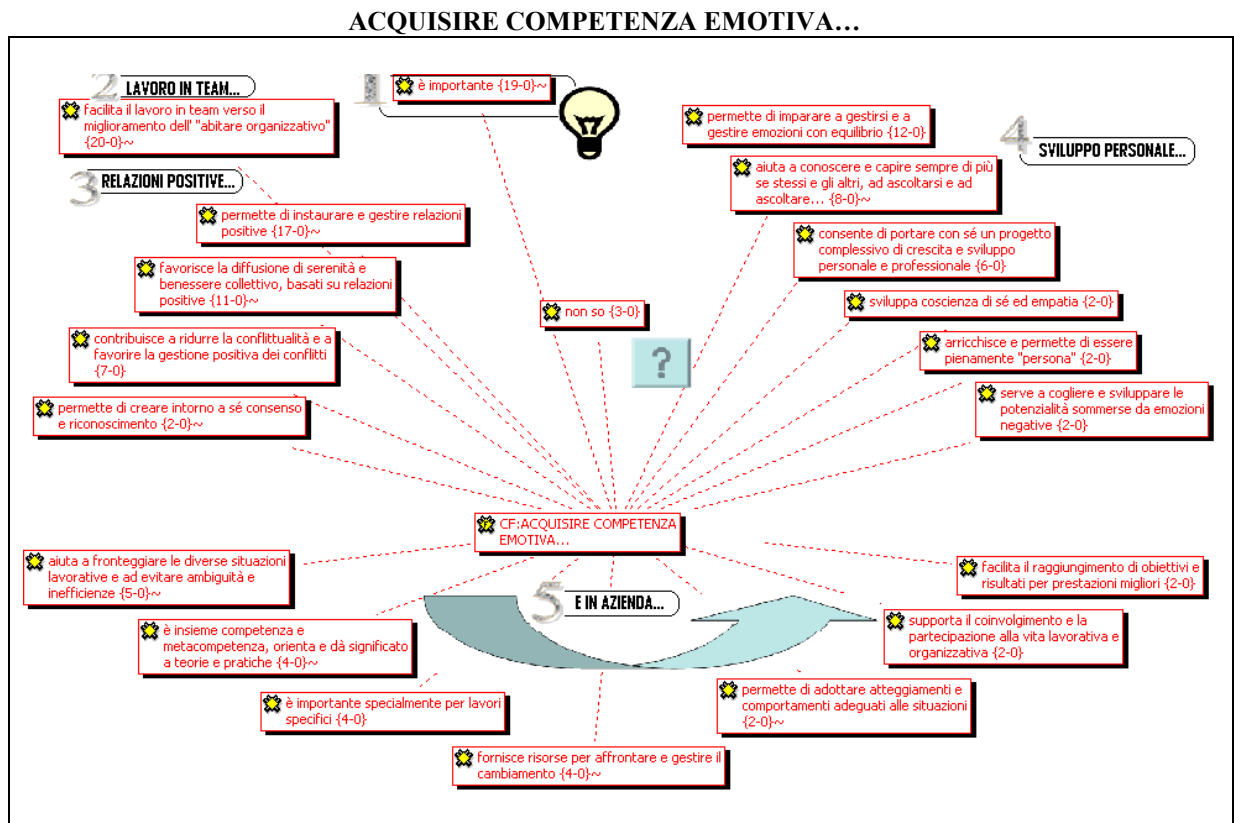 ACQUISIRE COMPETENZA EMOTIVA…
1
è importante {19-0}~
2 LAVORO IN TEAM...
facilita il lavoro in team verso il
miglioramento dell' "abitare organizzativo"
{20-0}~
3 RELAZIONI POSITIVE...
permette di instaurare e gestire relazioni
positive {17-0}~
favorisce la diffusione di serenità e
benessere collettivo, basati su relazioni
positive {11-0}~
contribuisce a ridurre la conflittualità e a
favorire la gestione positiva dei conflitti
{7-0}
permette di creare intorno a sé consenso
e riconoscimento {2-0}~
non so {3-0}
?
4 SVILUPPO PERSONALE...
permette di imparare a gestirsi e a
gestire emozioni con equilibrio {12-0}
aiuta a conoscere e capire sempre di più
se stessi e gli altri, ad ascoltarsi e ad
ascoltare... {8-0}~
consente di portare con sé un progetto
complessivo di crescita e sviluppo
personale e professionale {6-0}
sviluppa coscienza di sé ed empatia {2-0}
arricchisce e permette di essere
pienamente "persona" {2-0}
serve a cogliere e sviluppare le
potenzialità sommerse da emozioni
negative {2-0}
CF:ACQUISIRE COMPETENZA
EMOTIVA...
5 E IN AZIENDA...
aiuta a fronteggiare le diverse situazioni
lavorative e ad evitare ambiguità e
inefficienze {5-0}~
è insieme competenza e
metacompetenza, orienta e dà significato
a teorie e pratiche {4-0}~
è importante specialmente per lavori
specifici {4-0}
fornisce risorse per affrontare e gestire il
cambiamento {4-0}~
permette di adottare atteggiamenti e
comportamenti adeguati alle situazioni
{2-0}~
supporta il coinvolgimento e la
partecipazione alla vita lavorativa e
organizzativa {2-0}
facilita il raggiungimento di obiettivi e
risultati per prestazioni migliori {2-0}